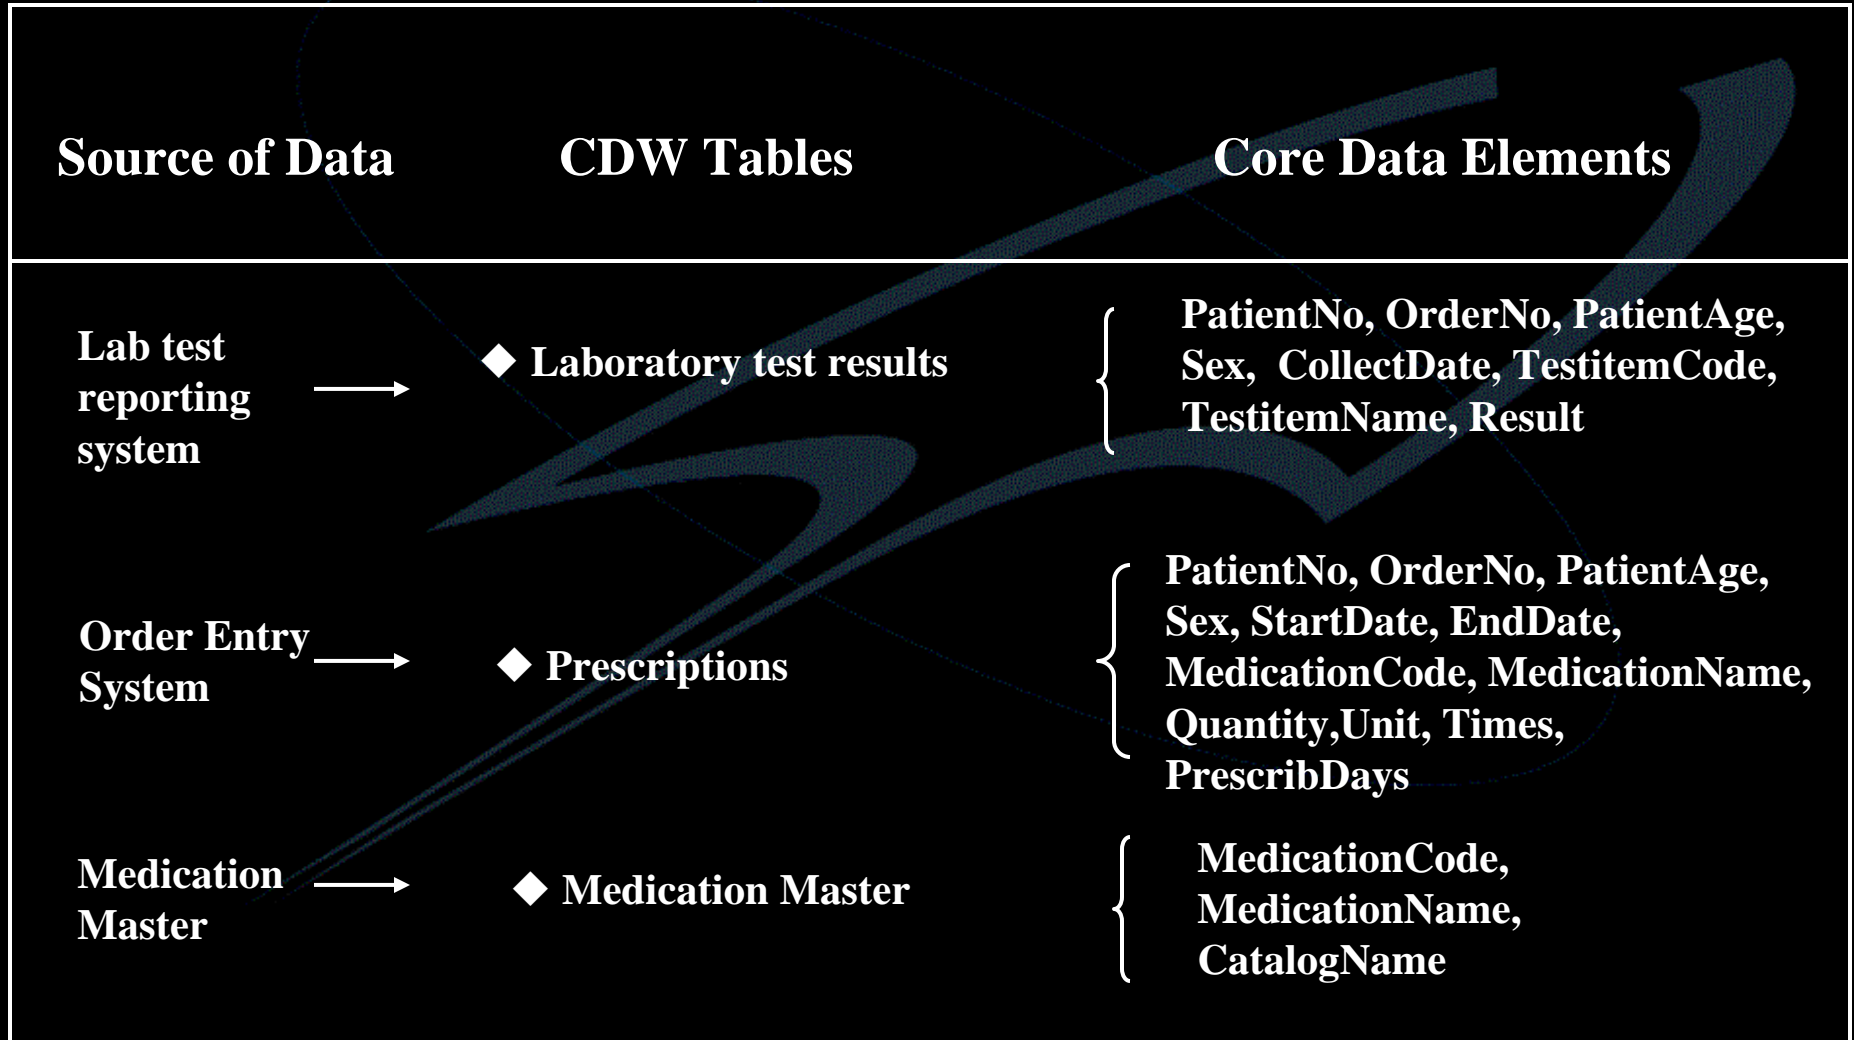 Source of Data
CDW Tables
Core Data Elements
Lab test
reporting
system
Laboratory test results
PatientNo, OrderNo, PatientAge,
Sex,  CollectDate, TestitemCode,
TestitemName, Result
Order Entry
System
Prescriptions
PatientNo, OrderNo, PatientAge,
Sex, StartDate, EndDate,
MedicationCode, MedicationName,
Quantity,Unit, Times,
PrescribDays
Medication
Master
Medication Master
MedicationCode,
MedicationName,
CatalogName